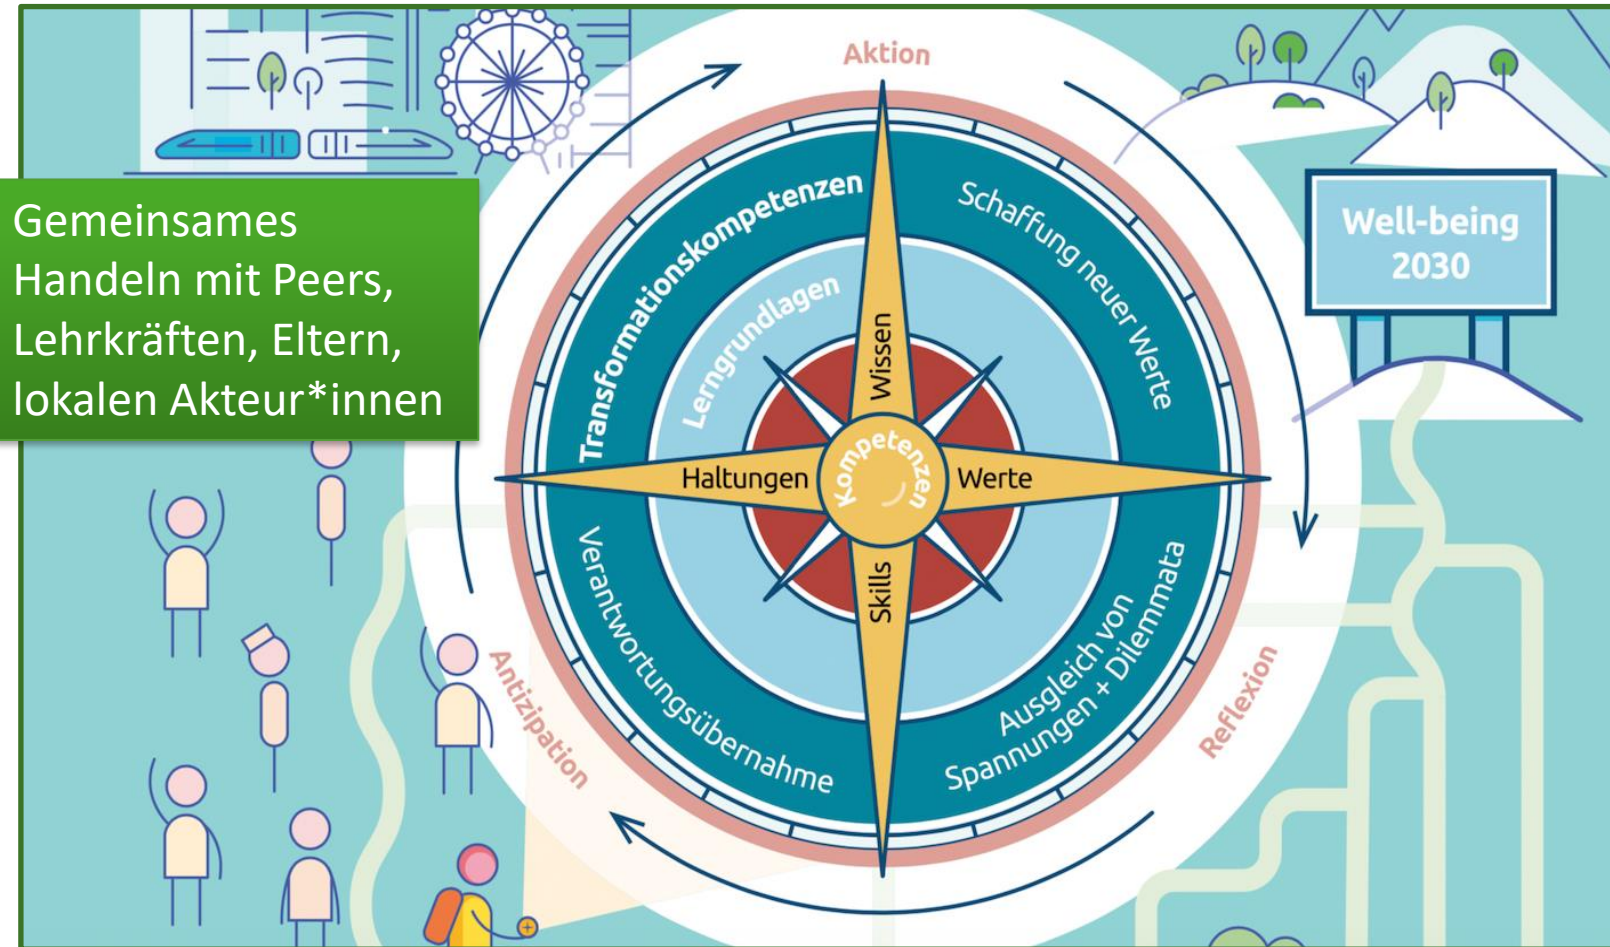 Aktion
Gemeinsames
Handeln mit Peers,
Lehrkräften, Eltern,
lokalen Akteur*innen
Transformationskompetenzen
Schaffung neuer Werte
Well-being
2030
Lerngrundlagen
Wissen
Haltungen
Kompetenzen
Werte
Skills
Verantwortungsübernahme
Ausgleich von
Spannungen + Dilemmata
Antizipation
Reflexion